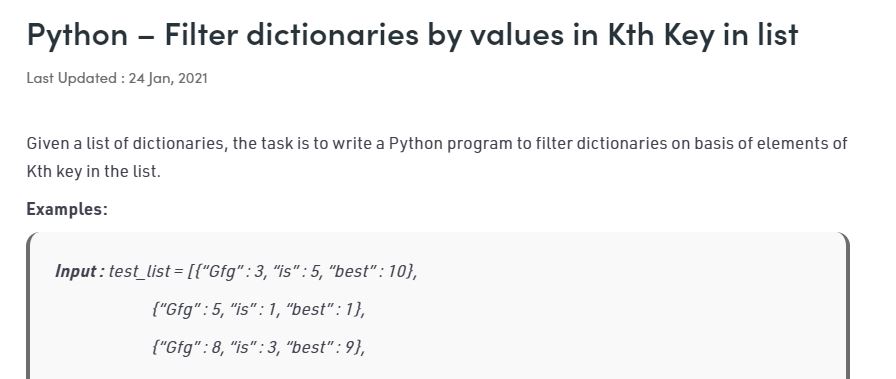 Python – Filter dictionaries by values in Kth Key in list
Last Updated : 24 Jan, 2021
Given a list of dictionaries, the task is to write a Python program to filter dictionaries on basis of elements of
Kth key in the list.
Examples:
Input : test_list = [{“Gfg” : 3, “is” : 5, “best” : 10},
{“Gfg” : 5, “is” : 1, “best” : 1},
{“Gfg” : 8, “is” : 3, “best” : 9},